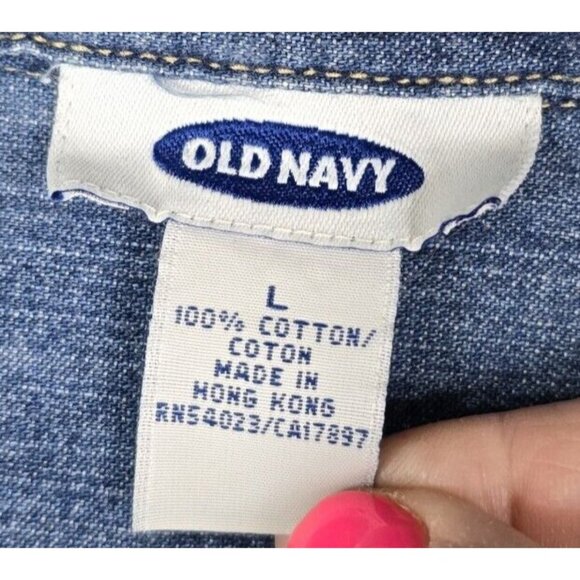 OLD NAVY
L
100% COTTON/
COTON
MADE IN
HONG KONG
RN54023/CA17897